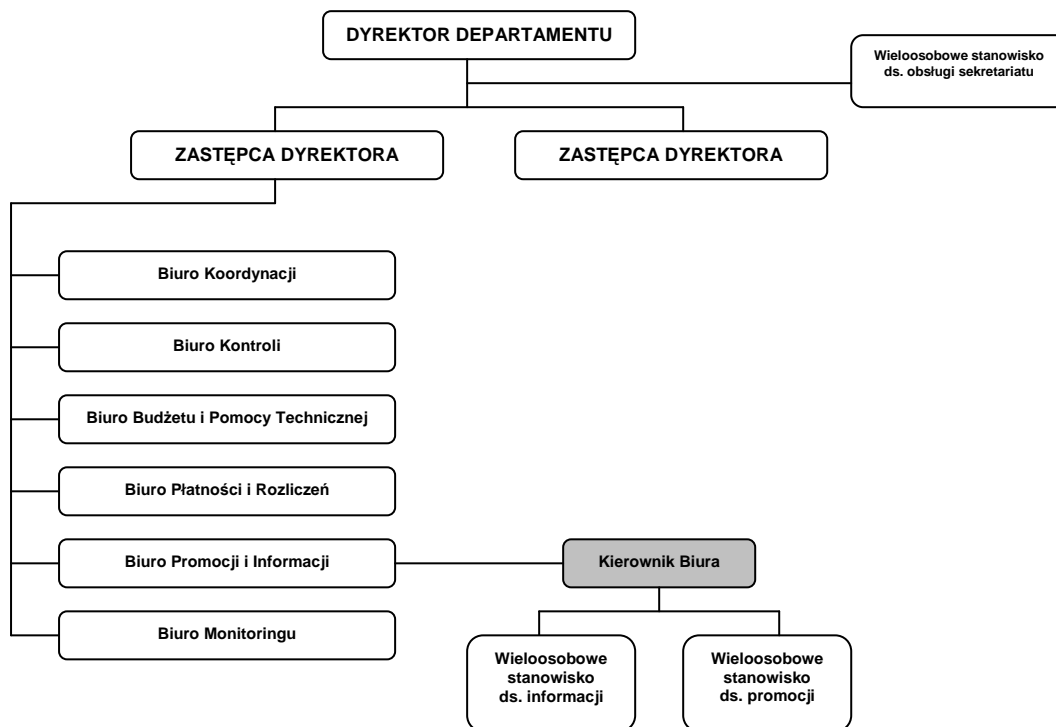 DYREKTOR DEPARTAMENTU
Wieloosobowe stanowisko
ds. obsługi sekretariatu
ZASTĘPCA DYREKTORA
ZASTĘPCA DYREKTORA
Biuro Koordynacji
Biuro Kontroli
Biuro Budżetu i Pomocy Technicznej
Biuro Płatności i Rozliczeń
Biuro Promocji i Informacji
Kierownik Biura
Biuro Monitoringu
Wieloosobowe
stanowisko
ds. informacji
Wieloosobowe
stanowisko
ds. promocji